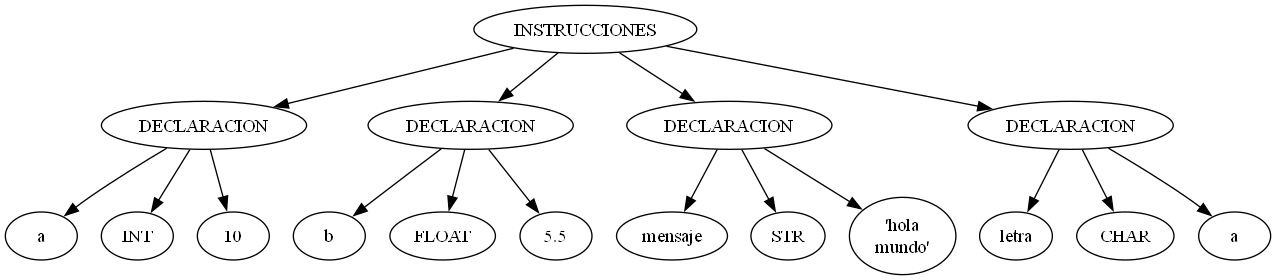 INSTRUCCIONES
DECLARACION DECLARACION DECLARACION DECLARACION
a INT 10 b FLOAT 5.5 mensaje STR 'hola mundo' letra CHAR a